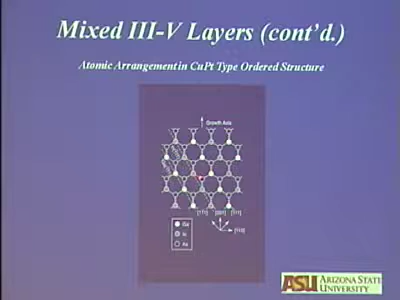 Mixed III-V Layers (cont'd.)
Atomic Arrangement in CuPt Type Ordered Structure
Growth Axis
Ga
In
As
ASU ARIZONA STATE
UNIVERSITY